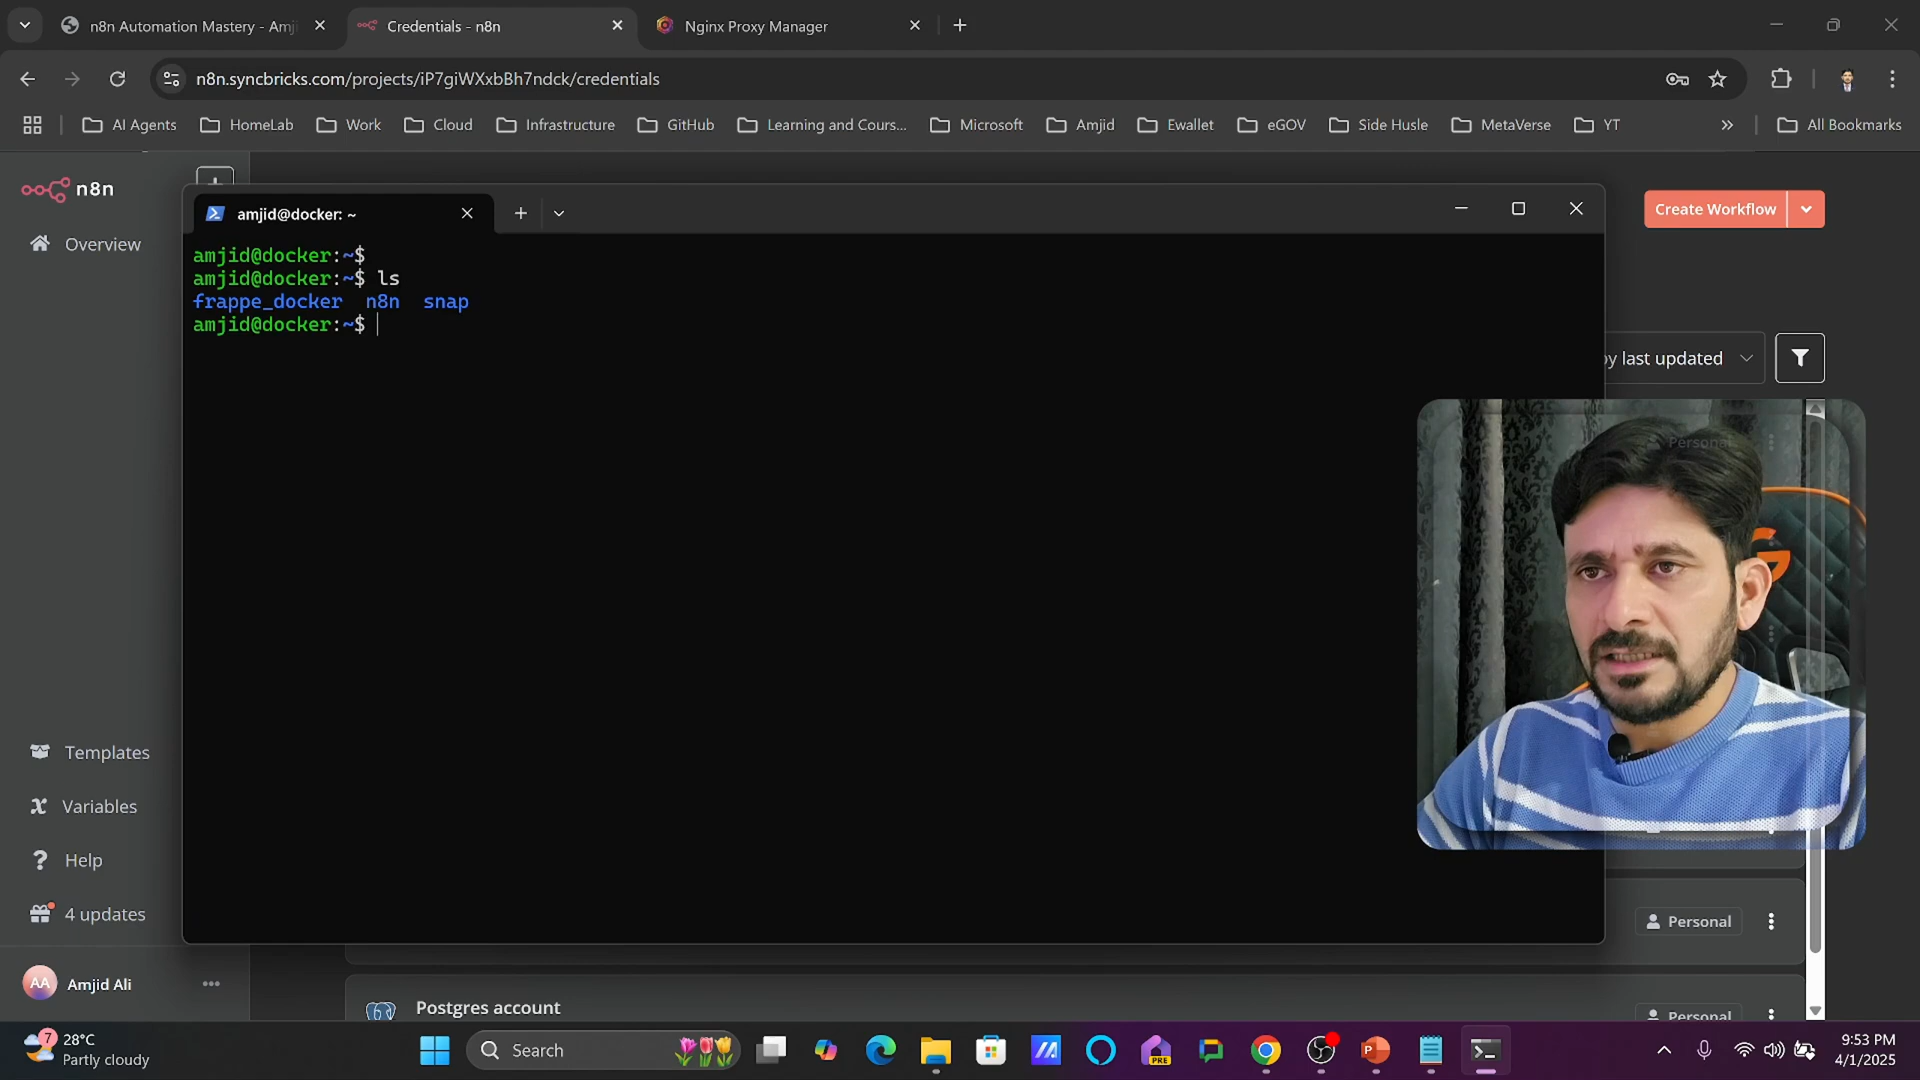 n8n Automation Mastery - Amji
Credentials - n8n
Nginx Proxy Manager
n8n.syncbricks.com/projects/iP7giWXxbBh7ndck/credentials
AI Agents
HomeLab
Work
Cloud
Infrastructure
GitHub
Learning and Cours...
Microsoft
Amjid
Ewallet
eGOV
Side Husle
MetaVerse
YT
All Bookmarks
n8n
Overview
Create Workflow
amjid@docker: ~
amjid@docker:~$
amjid@docker:~$ ls
frappe_docker n8n snap
amjid@docker:~$
by last updated
Personal
Templates
Variables
Help
4 updates
Personal
Amjid Ali
Postgres account
Personal
7
28°C
Partly cloudy
Search
PRE
9:53 PM
4/1/2025
AA